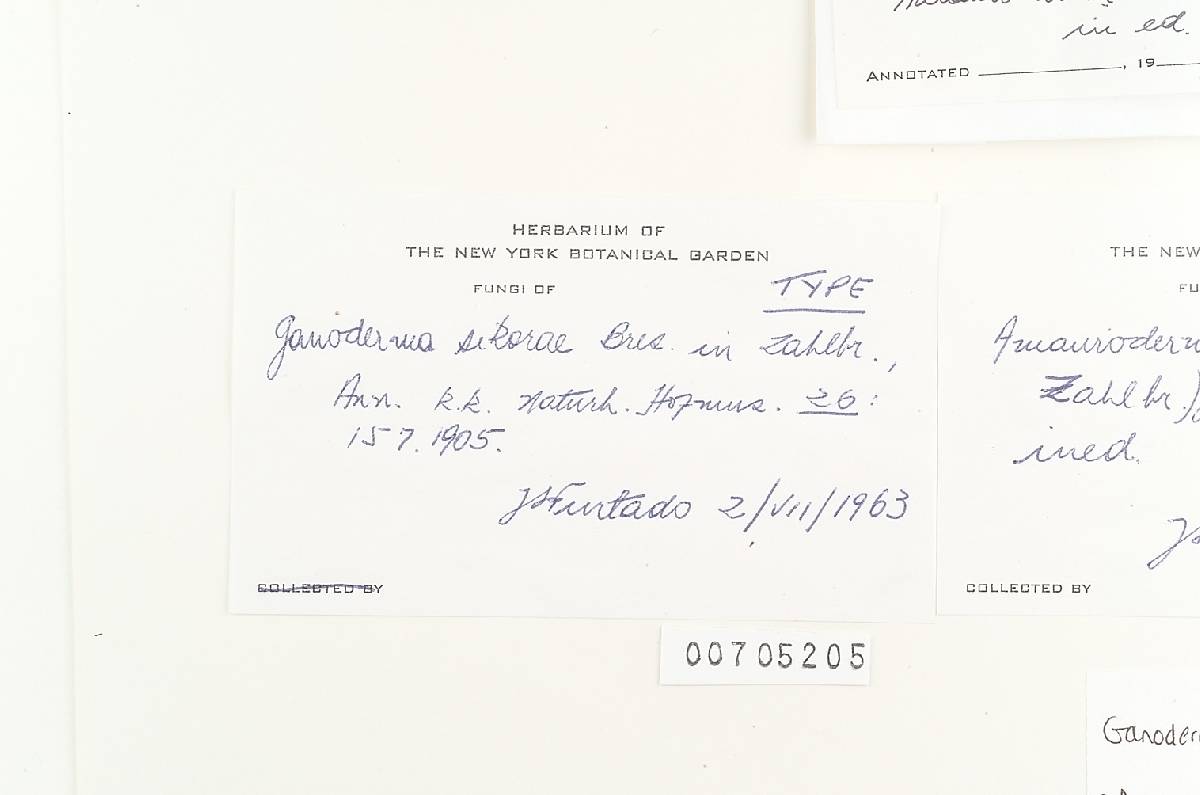 in ed.
ANNOTATED , 19
HERBARIUM OF
THE NEW YORK BOTANICAL GARDEN
FUNGI OF
TYPE
Ganoderma sikorae Bres. in Zahlbr.,
Ann. k.k. Naturh. Hofmus. 26:
157. 1905.
JSFurtado 2/VII/1963
COLLECTED BY
00705205
THE NEW
FU
Amauroderm
Zahlbr.)
ined.
COLLECTED BY
Ganoder